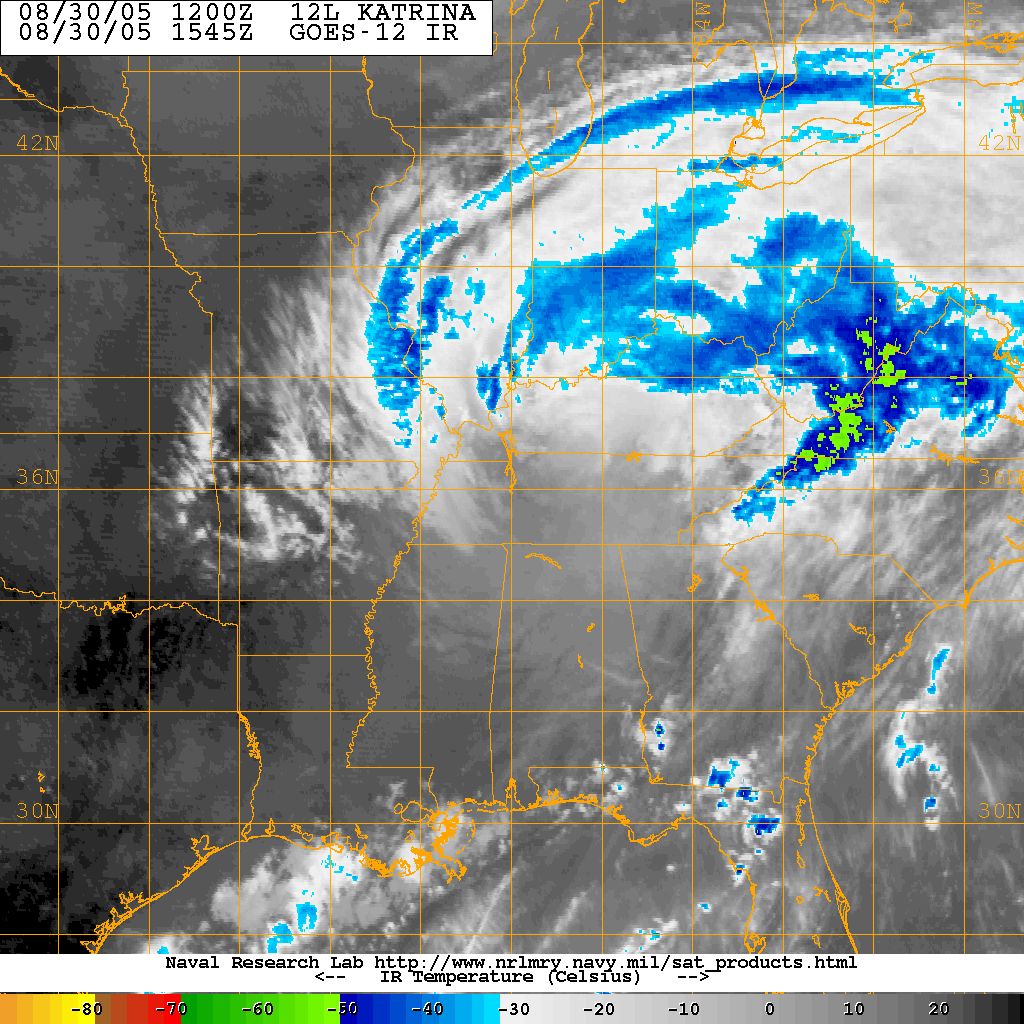 08/30/05 1200Z 12L KATRINA
08/30/05 1545Z GOES-12 IR
84W 78W
42N 42N
36N 36N
30N 30N
Naval Research Lab http://www.nrlmry.navy.mil/sat_products.html
<-- IR Temperature (Celsius) -->
-80 -70 -60 -50 -40 -30 -20 -10 0 10 20